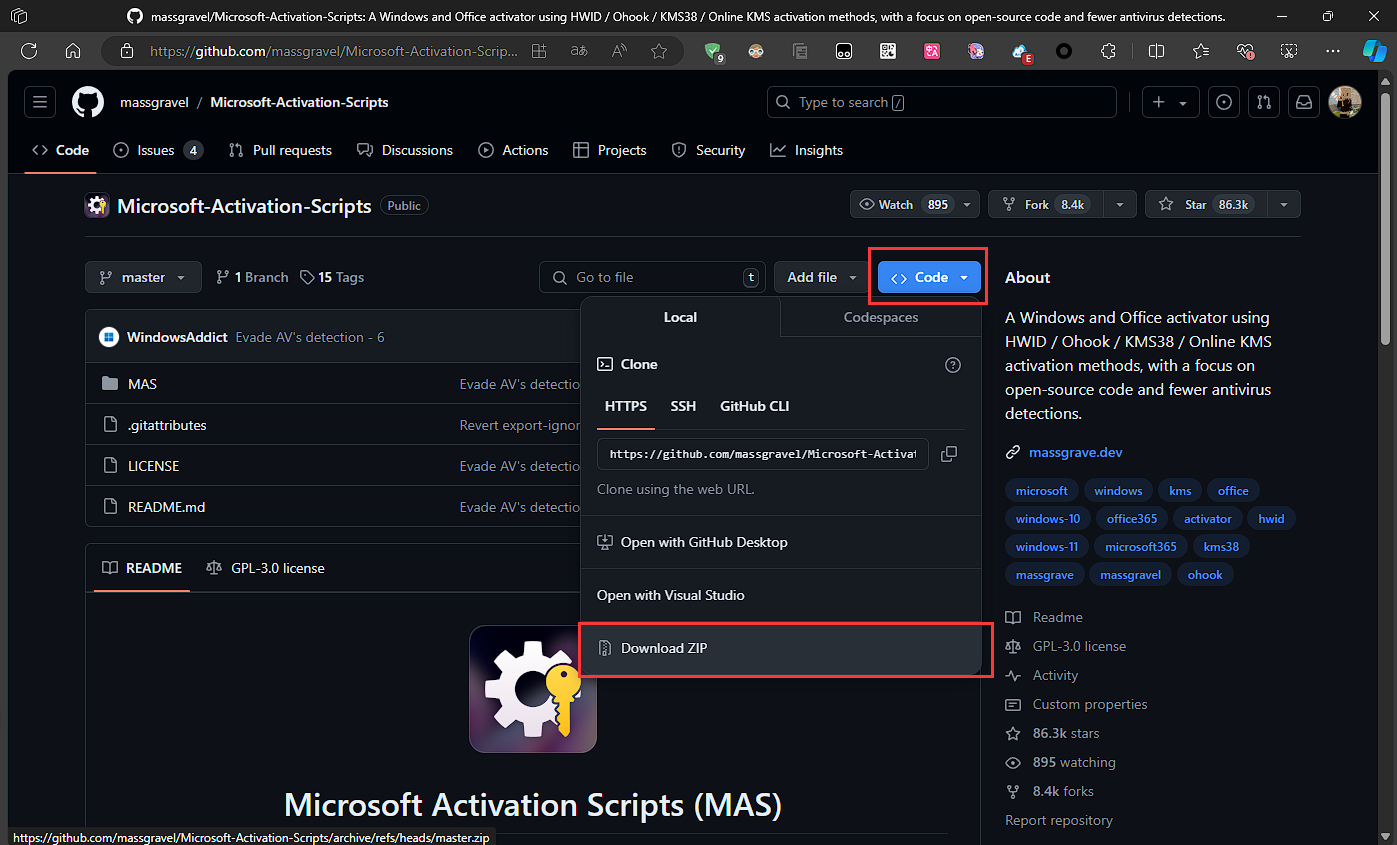 massgravel/Microsoft-Activation-Scripts: A Windows and Office activator using HWID / Ohook / KMS38 / Online KMS activation methods, with a focus on open-source code and fewer antivirus detections.
https://github.com/massgravel/Microsoft-Activation-Scrip...
9
E
massgravel / Microsoft-Activation-Scripts
Type to search /
Code
Issues 4
Pull requests
Discussions
Actions
Projects
Security
Insights
Microsoft-Activation-Scripts Public
Watch 895
Fork 8.4k
Star 86.3k
master
1 Branch
15 Tags
Go to file t
Add file
Code
WindowsAddict Evade AV's detection - 6
MAS Evade AV's detectio
.gitattributes Revert export-ignor
LICENSE Evade AV's detectio
README.md Evade AV's detectio
README
GPL-3.0 license
Microsoft Activation Scripts (MAS)
Local
Codespaces
Clone
HTTPS
SSH
GitHub CLI
https://github.com/massgravel/Microsoft-Activat
Clone using the web URL.
Open with GitHub Desktop
Open with Visual Studio
Download ZIP
About
A Windows and Office activator using
HWID / Ohook / KMS38 / Online KMS
activation methods, with a focus on
open-source code and fewer antivirus
detections.
massgrave.dev
microsoft windows kms office
windows-10 office365 activator hwid
windows-11 microsoft365 kms38
massgrave massgravel ohook
Readme
GPL-3.0 license
Activity
Custom properties
86.3k stars
895 watching
8.4k forks
Report repository
https://github.com/massgravel/Microsoft-Activation-Scripts/archive/refs/heads/master.zip